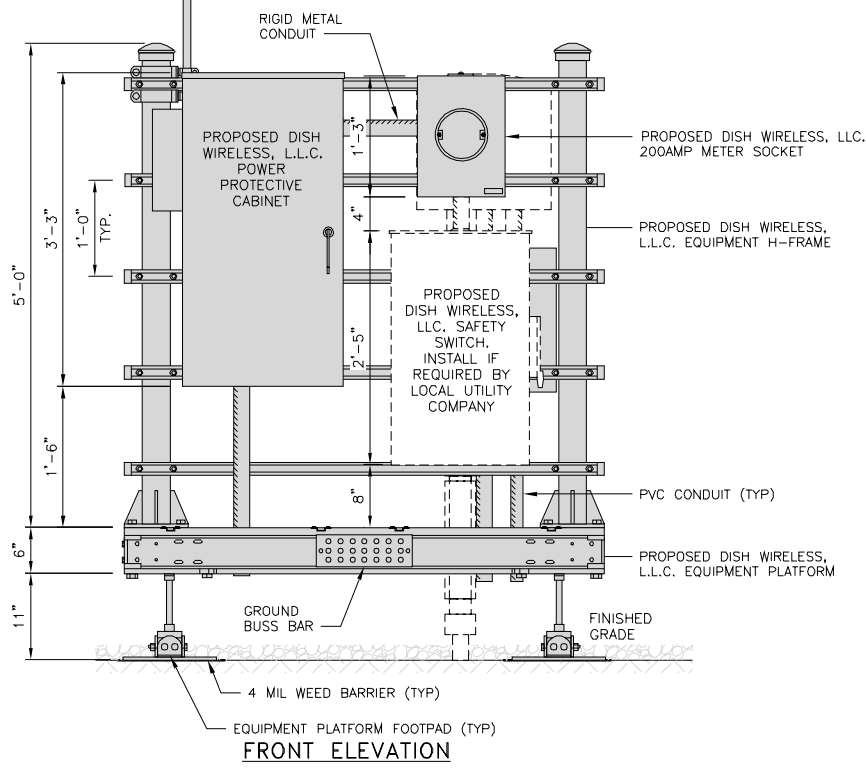 RIGID METAL
CONDUIT
PROPOSED DISH
WIRELESS, L.L.C.
POWER
PROTECTIVE
CABINET
PROPOSED DISH WIRELESS, LLC.
200AMP METER SOCKET
PROPOSED DISH WIRELESS,
L.L.C. EQUIPMENT H-FRAME
PROPOSED
DISH WIRELESS,
LLC. SAFETY
SWITCH.
INSTALL IF
REQUIRED BY
LOCAL UTILITY
COMPANY
5'-0"
3'-3"
1'-0"
TYP.
1'-3"
4"
2'-5"
1'-6"
8"
6"
11"
PVC CONDUIT (TYP)
PROPOSED DISH WIRELESS,
L.L.C. EQUIPMENT PLATFORM
GROUND
BUSS BAR
FINISHED
GRADE
4 MIL WEED BARRIER (TYP)
EQUIPMENT PLATFORM FOOTPAD (TYP)
FRONT ELEVATION